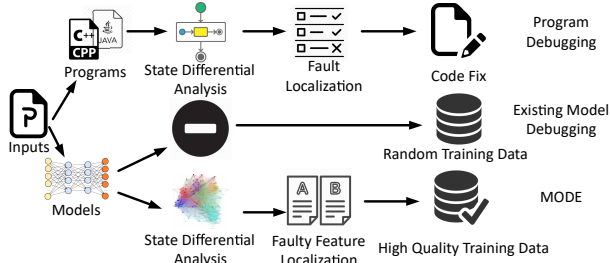 C++
CPP
JAVA
Programs
State Differential
Analysis
Fault
Localization
Code Fix
Program
Debugging
P
Inputs
Existing Model
Debugging
Random Training Data
Models
A B
MODE
State Differential
Analysis
Faulty Feature
Localization
High Quality Training Data